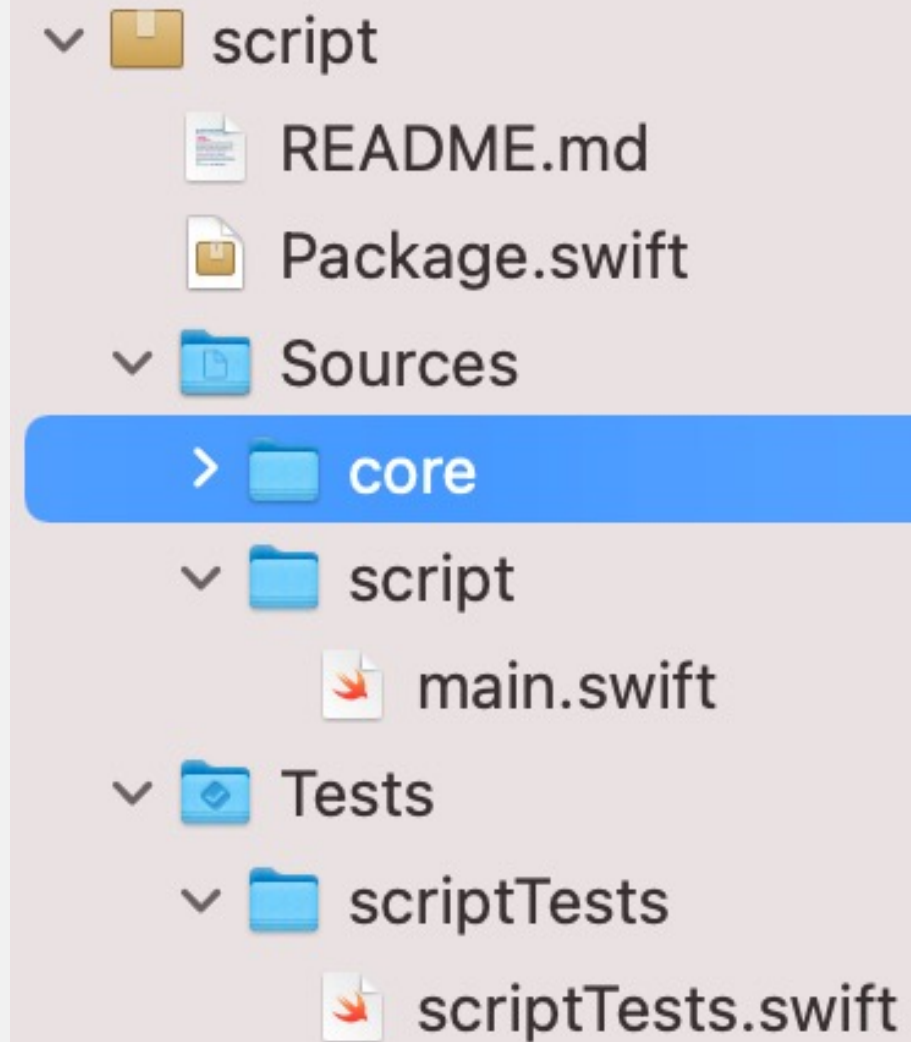 script
README.md
Package.swift
Sources
core
script
main.swift
Tests
scriptTests
scriptTests.swift